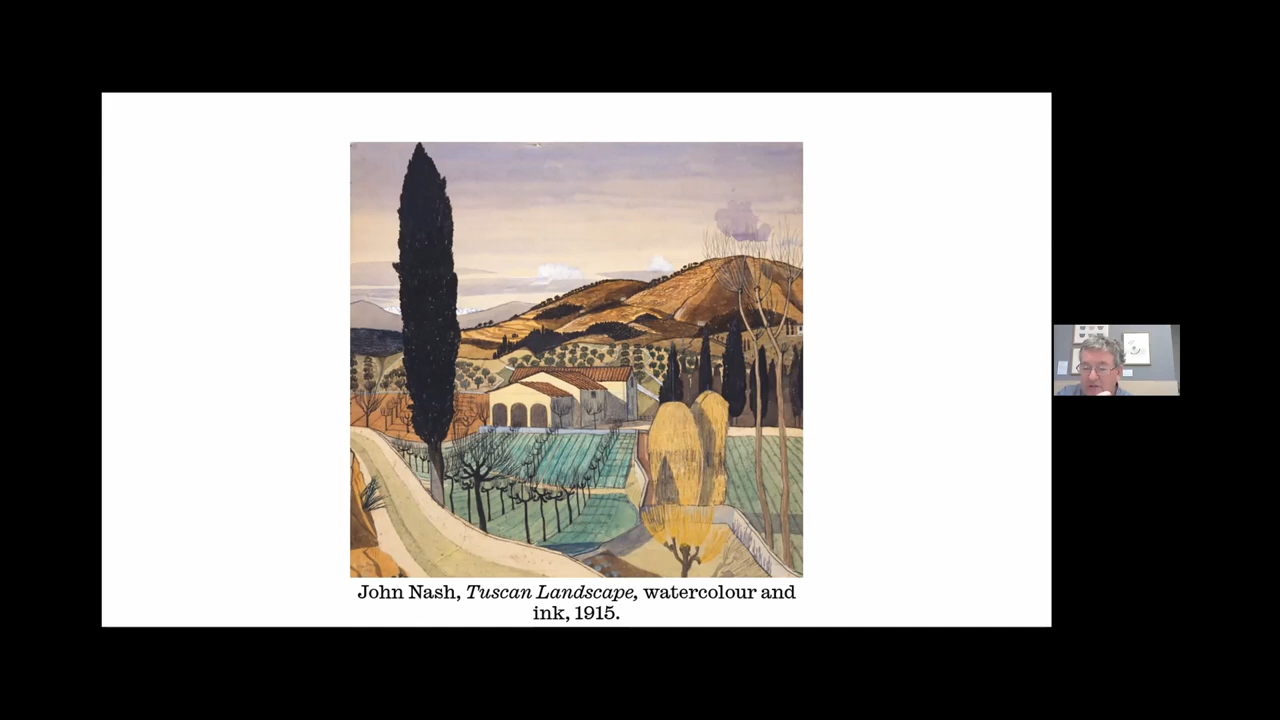 John Nash, Tuscan Landscape, watercolour and
ink, 1915.